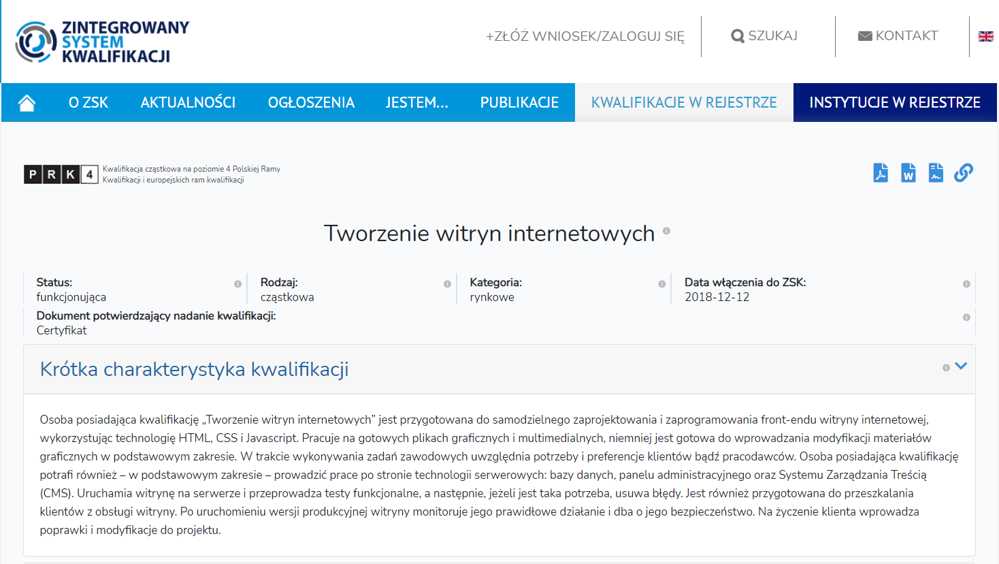 ZINTEGROWANY
SYSTEM
KWALIFIKACJI
+ZŁÓŻ WNIOSEK/ZALOGUJ SIĘ
SZUKAJ
KONTAKT
O ZSK
AKTUALNOŚCI
OGŁOSZENIA
JESTEM...
PUBLIKACJE
KWALIFIKACJE W REJESTRZE
INSTYTUCJE W REJESTRZE
P R K 4
Kwalifikacja cząstkowa na poziomie 4 Polskiej Ramy
Kwalifikacji i europejskich ram kwalifikacji
W
Tworzenie witryn internetowych
Status:
funkcjonująca
Rodzaj:
cząstkowa
Kategoria:
rynkowe
Data włączenia do ZSK:
2018-12-12
Dokument potwierdzający nadanie kwalifikacji:
Certyfikat
Krótka charakterystyka kwalifikacji
Osoba posiadająca kwalifikację „Tworzenie witryn internetowych” jest przygotowana do samodzielnego zaprojektowania i zaprogramowania front-endu witryny internetowej,
wykorzystując technologię HTML, CSS i Javascript. Pracuje na gotowych plikach graficznych i multimedialnych, niemniej jest gotowa do wprowadzania modyfikacji materiałów
graficznych w podstawowym zakresie. W trakcie wykonywania zadań zawodowych uwzględnia potrzeby i preferencje klientów bądź pracodawców. Osoba posiadająca kwalifikację
potrafi również – w podstawowym zakresie – prowadzić prace po stronie technologii serwerowych: bazy danych, panelu administracyjnego oraz Systemu Zarządzania Treścią
(CMS). Uruchamia witrynę na serwerze i przeprowadza testy funkcjonalne, a następnie, jeżeli jest taka potrzeba, usuwa błędy. Jest również przygotowana do przeszkalania
klientów z obsługi witryny. Po uruchomieniu wersji produkcyjnej witryny monitoruje jego prawidłowe działanie i dba o jego bezpieczeństwo. Na życzenie klienta wprowadza
poprawki i modyfikacje do projektu.